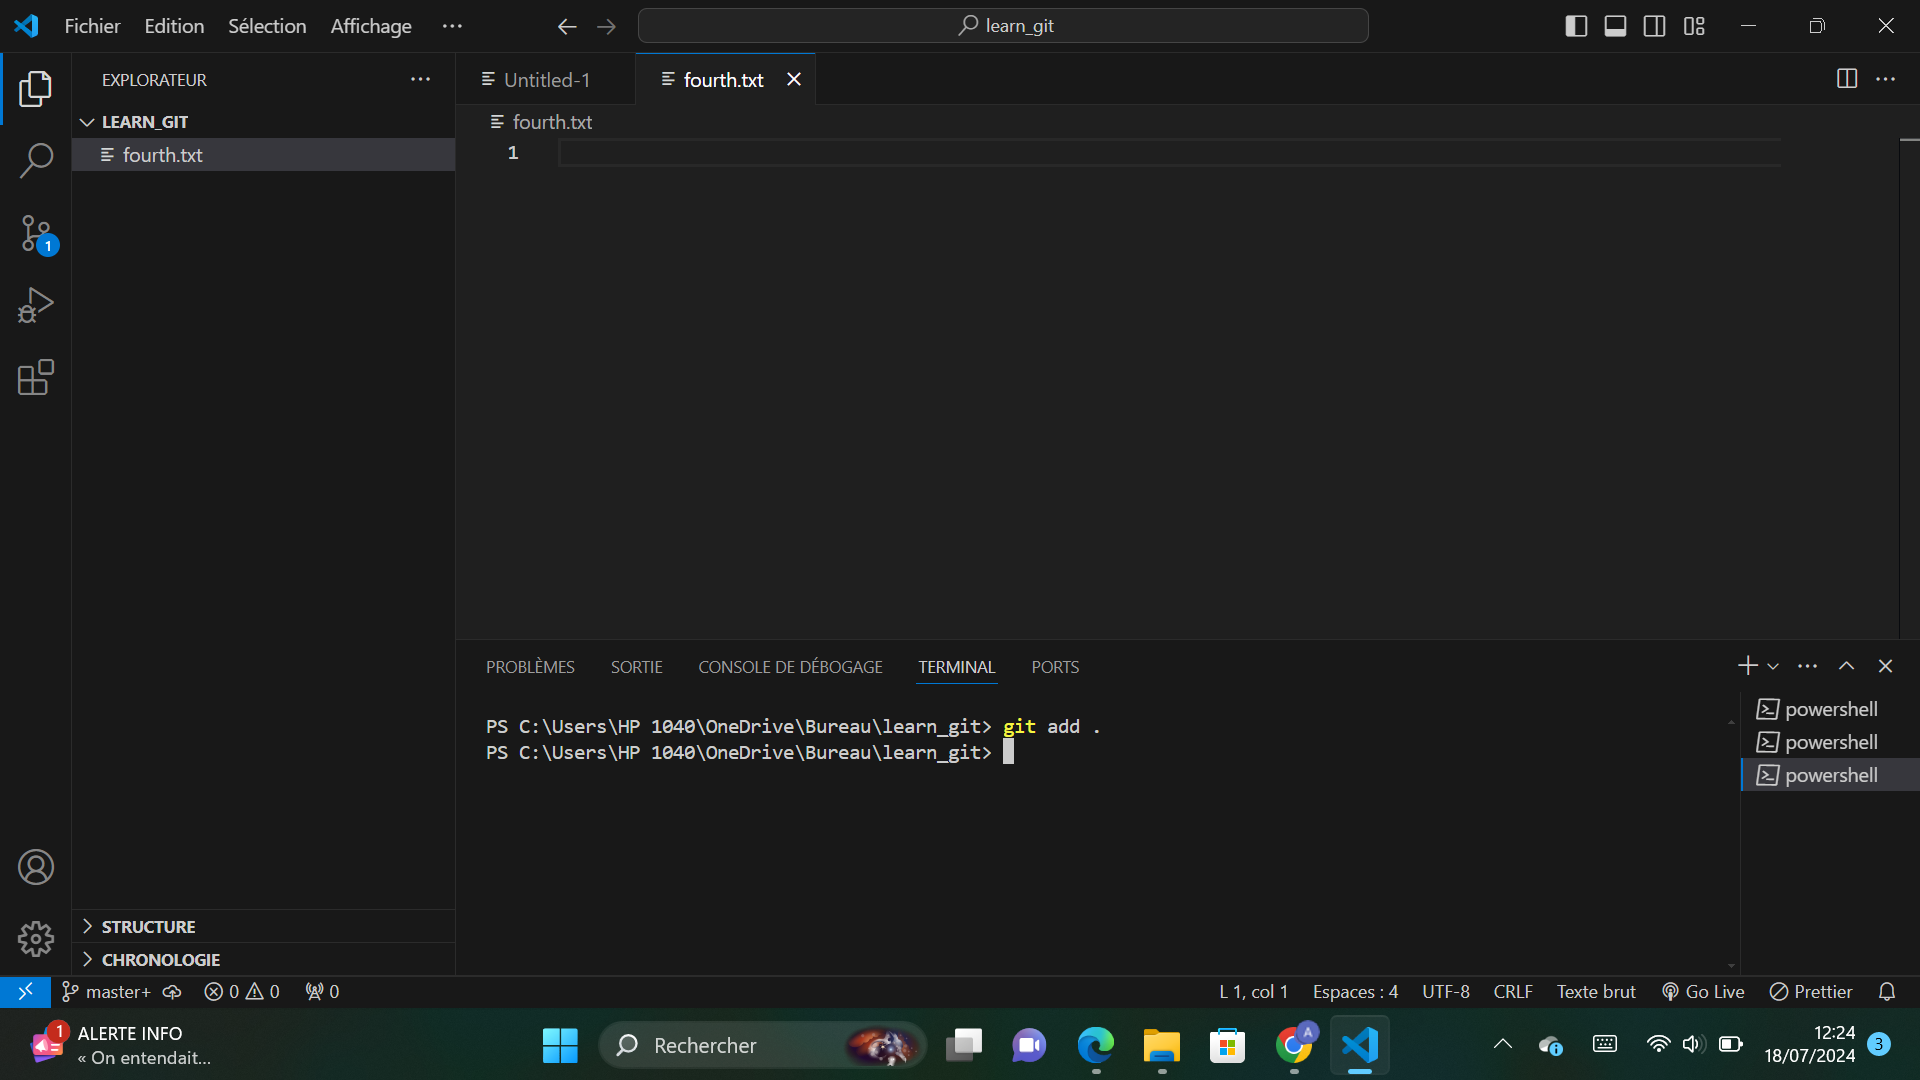 Fichier Edition Sélection Affichage ··· learn_git
EXPLORATEUR ···
LEARN_GIT
fourth.txt
STRUCTURE
CHRONOLOGIE
1
Untitled-1 fourth.txt
fourth.txt
1
PROBLÈMES SORTIE CONSOLE DE DÉBOGAGE TERMINAL PORTS
PS C:\Users\HP 1040\OneDrive\Bureau\learn_git> git add .
PS C:\Users\HP 1040\OneDrive\Bureau\learn_git>
powershell
powershell
powershell
master+ 0 0 0 L 1, col 1 Espaces : 4 UTF-8 CRLF Texte brut Go Live Prettier
1 ALERTE INFO
« On entendait...
Rechercher
A
12:24
18/07/2024
3